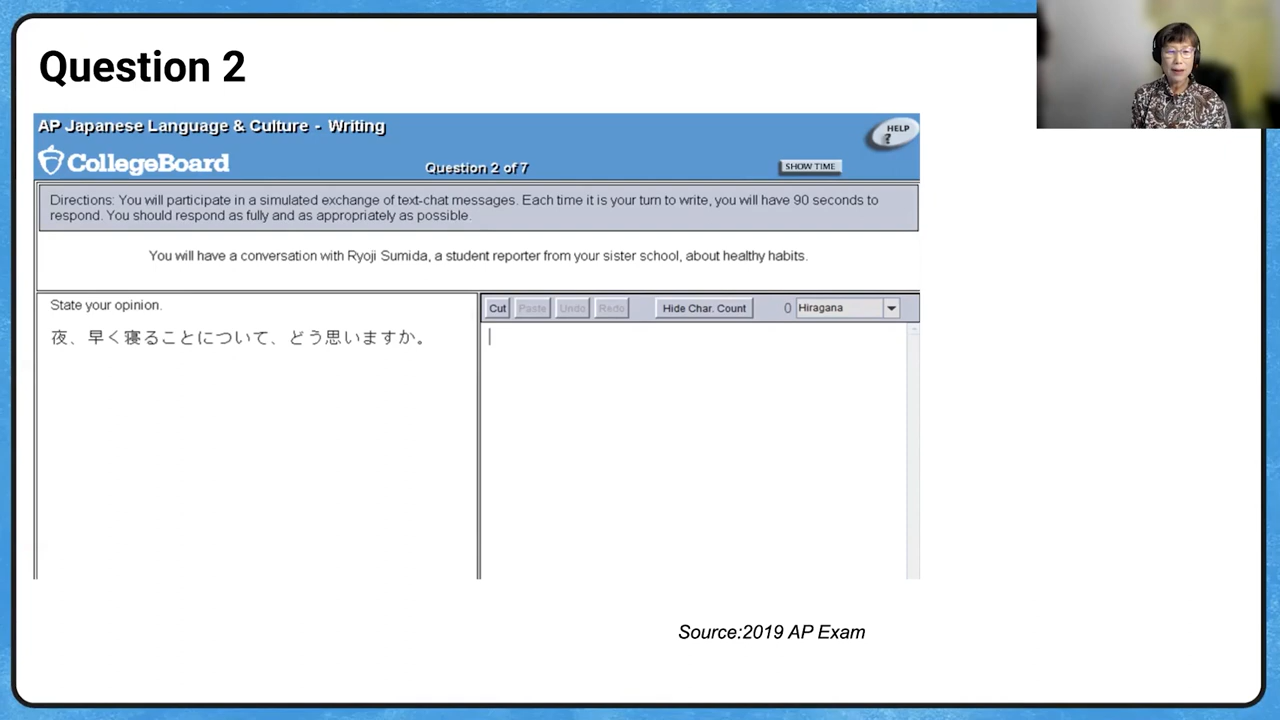 Question 2
AP Japanese Language & Culture - Writing
HELP
?
CollegeBoard
Question 2 of 7
SHOW TIME
Directions: You will participate in a simulated exchange of text-chat messages. Each time it is your turn to write, you will have 90 seconds to
respond. You should respond as fully and as appropriately as possible.
You will have a conversation with Ryoji Sumida, a student reporter from your sister school, about healthy habits.
State your opinion.
夜、早く寝ることについて、どう思いますか。
Cut Paste Undo Redo Hide Char. Count 0 Hiragana
Source:2019 AP Exam